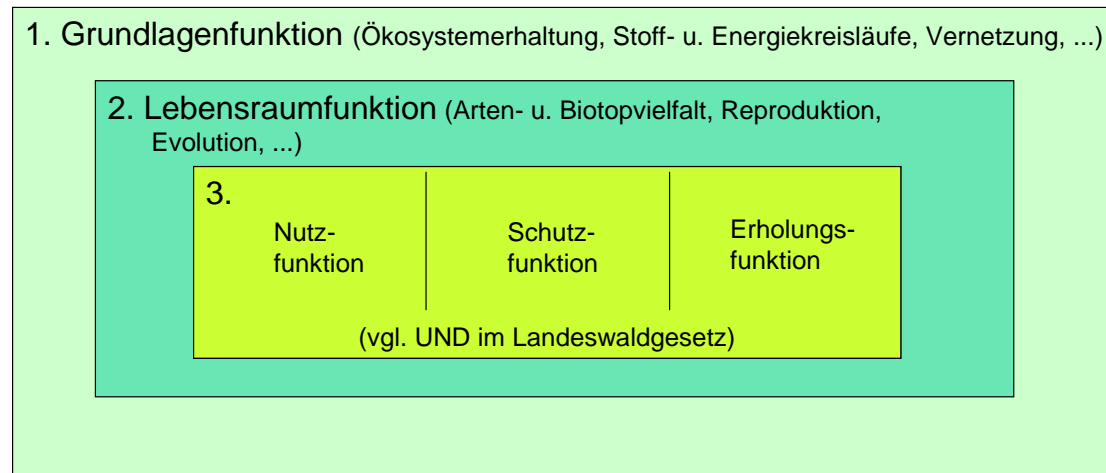 1. Grundlagenfunktion (Ökosystemerhaltung, Stoff- u. Energiekreisläufe, Vernetzung, ...)
2. Lebensraumfunktion (Arten- u. Biotopvielfalt, Reproduktion,
Evolution, ...)
3.
Nutz-
funktion
Schutz-
funktion
Erholungs-
funktion
(vgl. UND im Landeswaldgesetz)